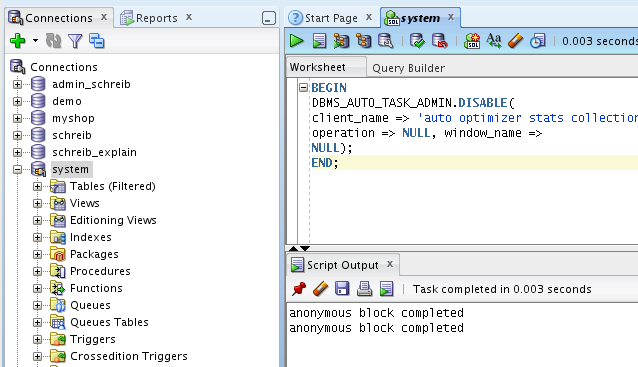 Connections x Reports x
Connections
admin_schreib
demo
myshop
schreib
schreib_explain
system
Tables (Filtered)
Views
Editioning Views
Indexes
Packages
Procedures
Functions
Queues
Queues Tables
Triggers
Crossedition Triggers
Start Page x system x
0.003 seconds
Worksheet Query Builder
BEGIN
DBMS_AUTO_TASK_ADMIN.DISABLE(
client_name => 'auto optimizer stats collection
operation => NULL, window_name =>
NULL);
END;
Script Output x
Task completed in 0.003 seconds
anonymous block completed
anonymous block completed